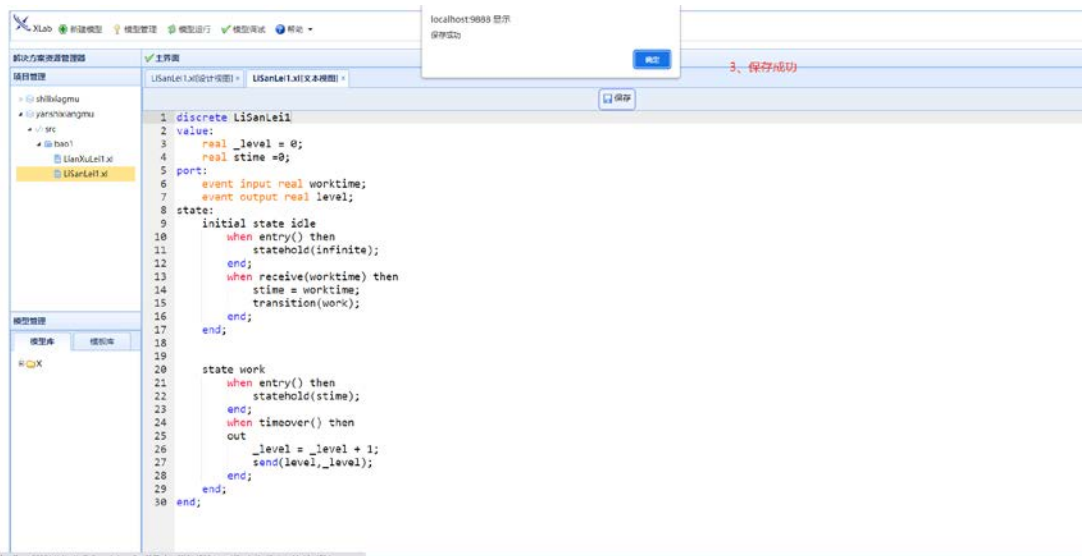 localhost:9888 显示
保存成功
确定
XLab 新建模型 模型管理 模型运行 模型调试 帮助
解决方案资源管理器
主界面
3、保存成功
项目管理
LiSanLei1.xl[设计视图] × LiSanLei1.xl[文本视图] ×
保存
shilixiagmu
yanshixiangmu
src
bao1
LianXuLei1.xl
LiSanLei1.xl
模型管理
模型库 模板库
X
1 discrete LiSanLei1
2 value:
3 real _level = 0;
4 real stime =0;
5 port:
6 event input real worktime;
7 event output real level;
8 state:
9 initial state idle
10 when entry() then
11 statehold(infinite);
12 end;
13 when receive(worktime) then
14 stime = worktime;
15 transition(work);
16 end;
17 end;
18
19
20 state work
21 when entry() then
22 statehold(stime);
23 end;
24 when timeover() then
25 out
26 _level = _level + 1;
27 send(level,_level);
28 end;
29 end;
30 end;